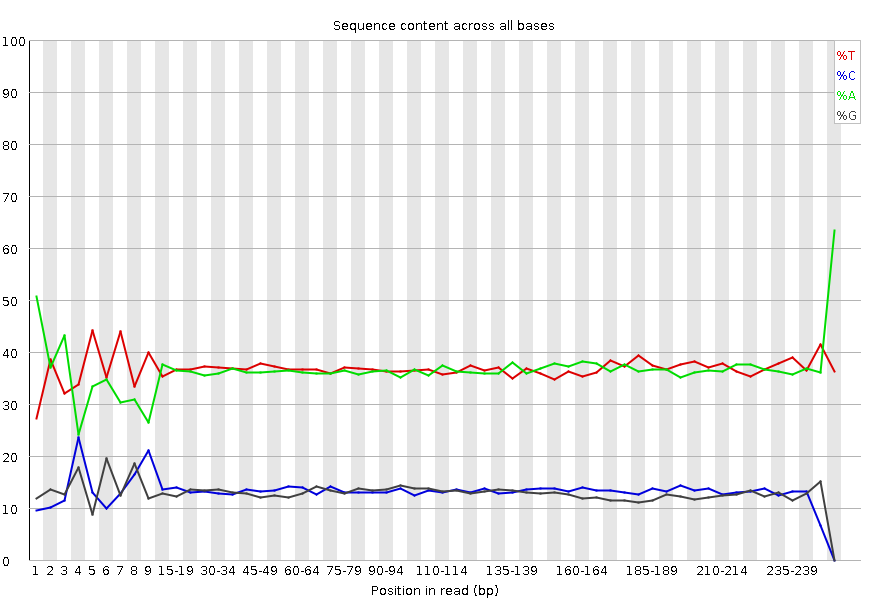 Sequence content across all bases
100
90
80
70
60
50
40
30
20
10
0
%T
%C
%A
%G
1 2 3 4 5 6 7 8 9 15-19 30-34 45-49 60-64 75-79 90-94 110-114 135-139 160-164 185-189 210-214 235-239
Position in read (bp)